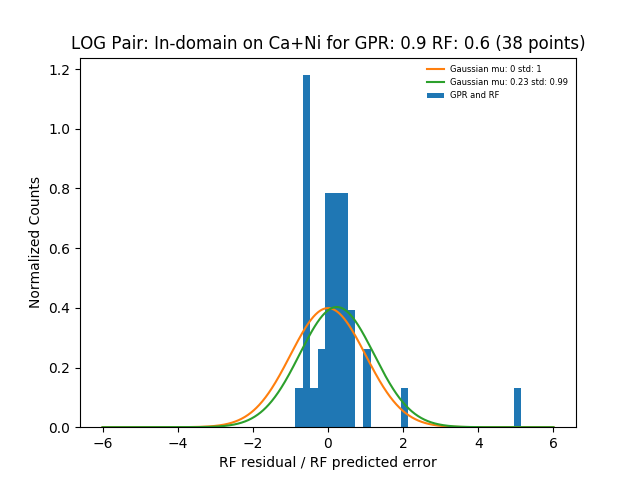 LOG Pair: In-domain on Ca+Ni for GPR: 0.9 RF: 0.6 (38 points)
Gaussian mu: 0 std: 1
Gaussian mu: 0.23 std: 0.99
GPR and RF
Normalized Counts
1.2
1.0
0.8
0.6
0.4
0.2
0.0
−6 −4 −2 0 2 4 6
RF residual / RF predicted error